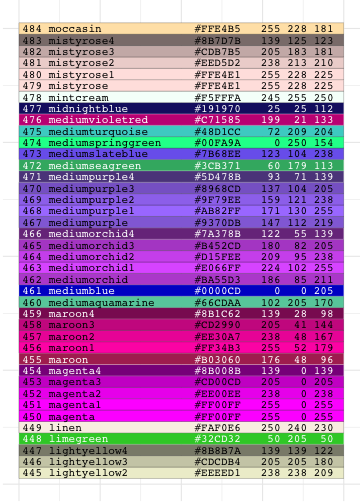 484 moccasin #FFE4B5 255 228 181
483 mistyrose4 #8B7D7B 139 125 123
482 mistyrose3 #CDB7B5 205 183 181
481 mistyrose2 #EED5D2 238 213 210
480 mistyrose1 #FFE4E1 255 228 225
479 mistyrose #FFE4E1 255 228 225
478 mintcream #F5FFFA 245 255 250
477 midnightblue #191970 25 25 112
476 mediumvioletred #C71585 199 21 133
475 mediumturquoise #48D1CC 72 209 204
474 mediumspringgreen #00FA9A 0 250 154
473 mediumslateblue #7B68EE 123 104 238
472 mediumseagreen #3CB371 60 179 113
471 mediumpurple4 #5D478B 93 71 139
470 mediumpurple3 #8968CD 137 104 205
469 mediumpurple2 #9F79EE 159 121 238
468 mediumpurple1 #AB82FF 171 130 255
467 mediumpurple #9370DB 147 112 219
466 mediumorchid4 #7A378B 122 55 139
465 mediumorchid3 #B452CD 180 82 205
464 mediumorchid2 #D15FEE 209 95 238
463 mediumorchid1 #E066FF 224 102 255
462 mediumorchid #BA55D3 186 85 211
461 mediumblue #0000CD 0 0 205
460 mediumaquamarine #66CDAA 102 205 170
459 maroon4 #8B1C62 139 28 98
458 maroon3 #CD2990 205 41 144
457 maroon2 #EE30A7 238 48 167
456 maroon1 #FF34B3 255 52 179
455 maroon #B03060 176 48 96
454 magenta4 #8B008B 139 0 139
453 magenta3 #CD00CD 205 0 205
452 magenta2 #EE00EE 238 0 238
451 magenta1 #FF00FF 255 0 255
450 magenta #FF00FF 255 0 255
449 linen #FAF0E6 250 240 230
448 limegreen #32CD32 50 205 50
447 lightyellow4 #8B8B7A 139 139 122
446 lightyellow3 #CDCDB4 205 205 180
445 lightyellow2 #EEEED1 238 238 209